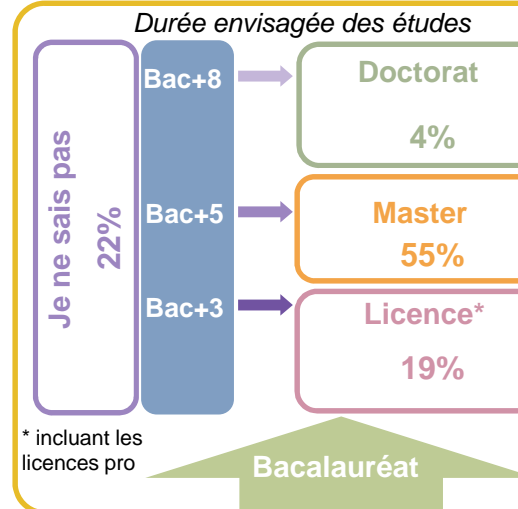 Durée envisagée des études
Je ne sais pas
22%
Bac+8
Doctorat
4%
Bac+5
Master
55%
Bac+3
Licence*
19%
* incluant les
licences pro
Bacalauréat